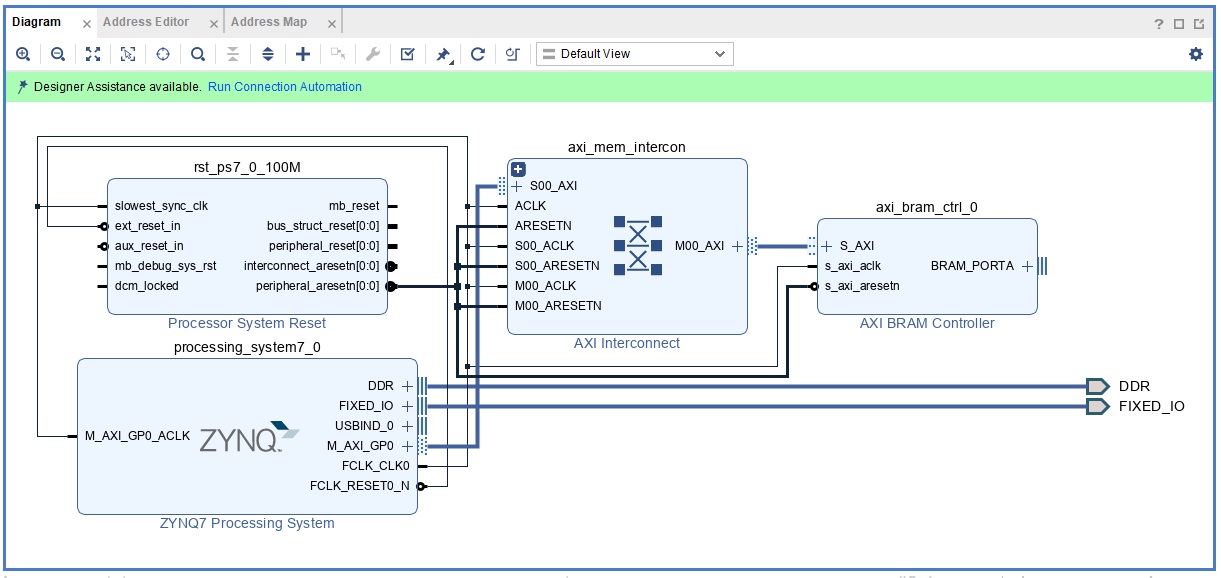 Diagram
Address Editor
Address Map
Default View
Designer Assistance available. Run Connection Automation
rst_ps7_0_100M
slowest_sync_clk
ext_reset_in
aux_reset_in
mb_debug_sys_rst
dcm_locked
mb_reset
bus_struct_reset[0:0]
peripheral_reset[0:0]
interconnect_aresetn[0:0]
peripheral_aresetn[0:0]
Processor System Reset
axi_mem_intercon
S00_AXI
ACLK
ARESETN
S00_ACLK
S00_ARESETN
M00_ACLK
M00_ARESETN
M00_AXI
AXI Interconnect
axi_bram_ctrl_0
S_AXI
s_axi_aclk
s_axi_aresetn
BRAM_PORTA
AXI BRAM Controller
processing_system7_0
M_AXI_GP0_ACLK
ZYNQ
DDR
FIXED_IO
USBIND_0
M_AXI_GP0
FCLK_CLK0
FCLK_RESET0_N
ZYNQ7 Processing System
DDR
FIXED_IO